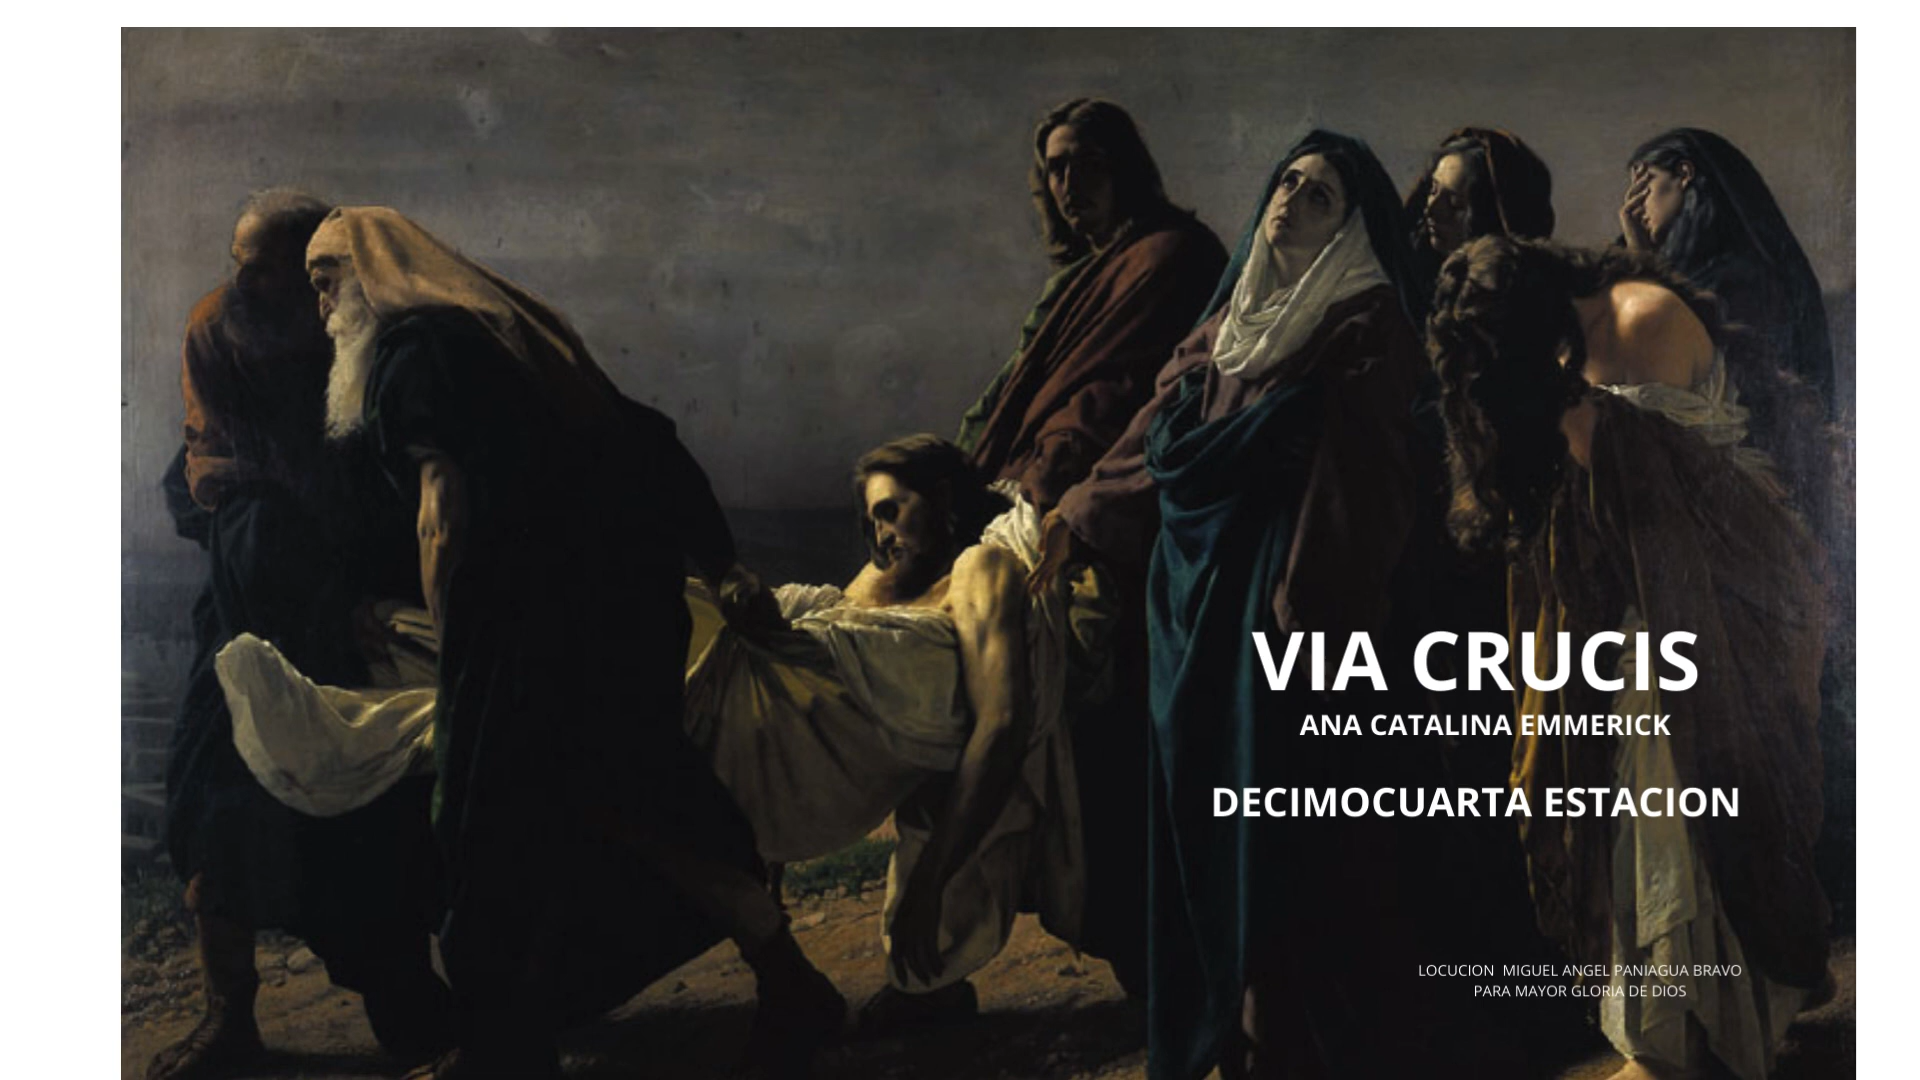 VIA CRUCIS
ANA CATALINA EMMERICK
DECIMOCUARTA ESTACION
LOCUCION MIGUEL ANGEL PANIAGUA BRAVO
PARA MAYOR GLORIA DE DIOS